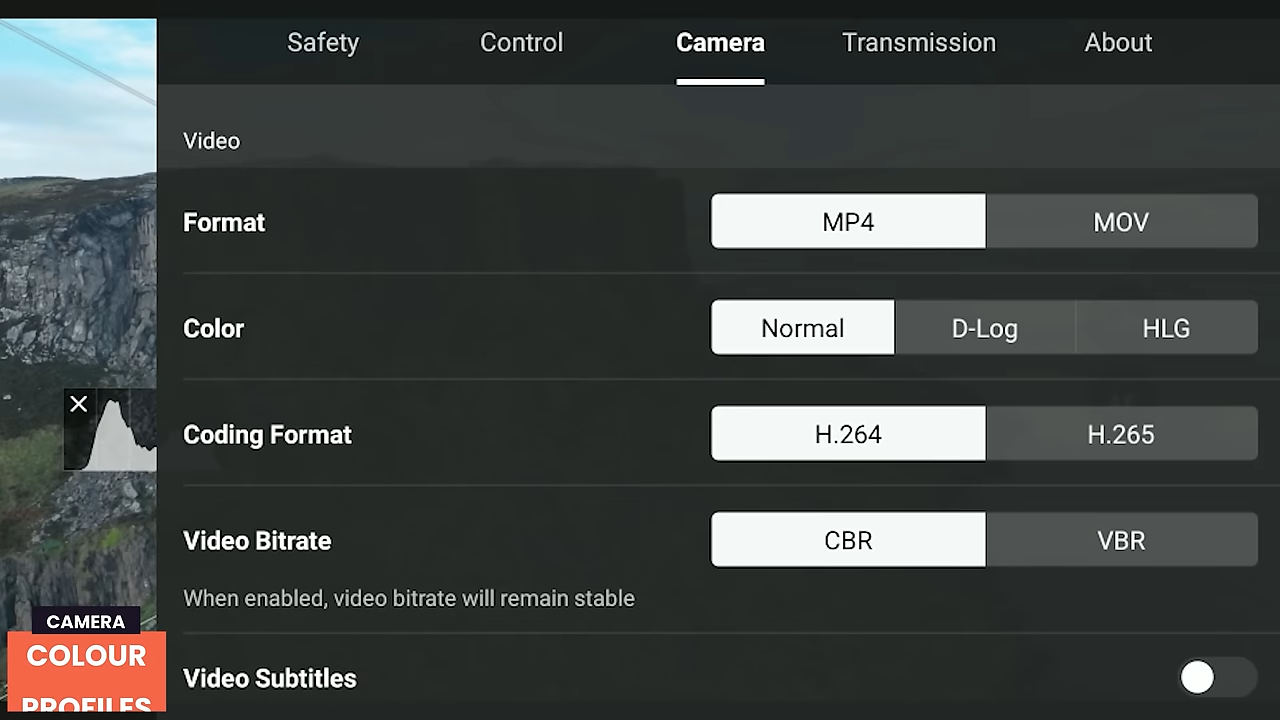 Safety Control Camera Transmission About
Video
Format MP4 MOV
Color Normal D-Log HLG
Coding Format H.264 H.265
Video Bitrate CBR VBR
When enabled, video bitrate will remain stable
Video Subtitles
CAMERA
COLOUR
PROFILES